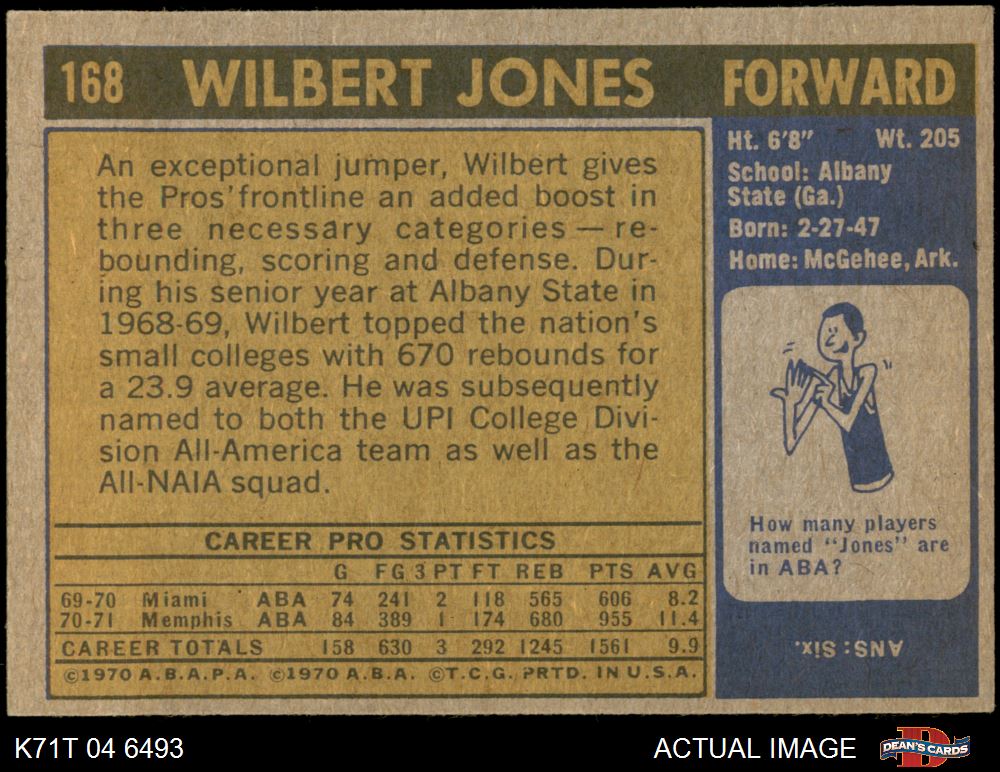 168 WILBERT JONES FORWARD
An exceptional jumper, Wilbert gives
the Pros' frontline an added boost in
three necessary categories — re-
bounding, scoring and defense. Dur-
ing his senior year at Albany State in
1968-69, Wilbert topped the nation's
small colleges with 670 rebounds for
a 23.9 average. He was subsequently
named to both the UPI College Divi-
sion All-America team as well as the
All-NAIA squad.
CAREER PRO STATISTICS
G FG 3 PT FT REB PTS AVG
69-70 Miami ABA 74 241 2 118 565 606 8.2
70-71 Memphis ABA 84 389 1 174 680 955 11.4
CAREER TOTALS 158 630 3 292 1245 1561 9.9
©1970 A.B.A.P.A. ©1970 A.B.A. ©T.C.G. PRTD. IN U.S.A.
Ht. 6'8" Wt. 205
School: Albany
State (Ga.)
Born: 2-27-47
Home: McGehee, Ark.
How many players
named "Jones" are
in ABA?
ANS: Six.
K71T 04 6493 ACTUAL IMAGE
DEAN'S CARDS